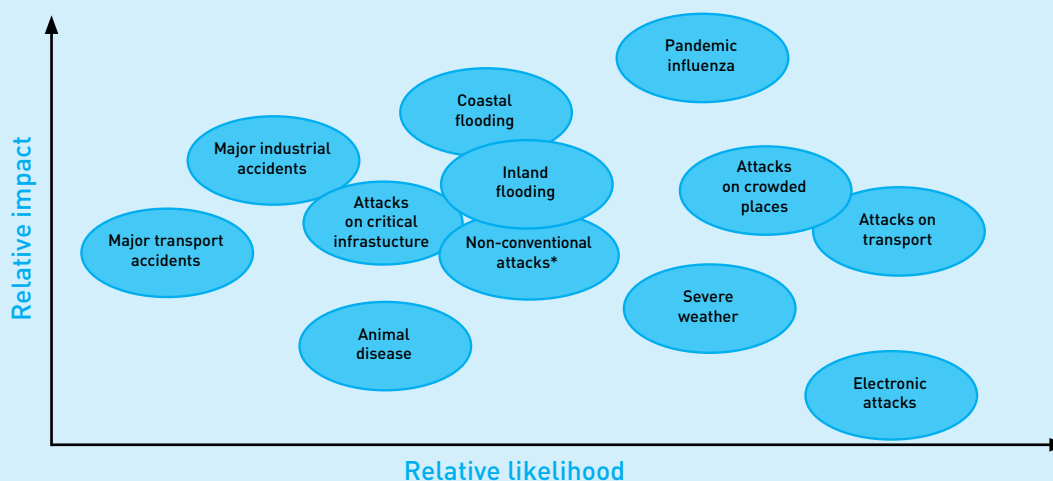 Relative impact
Pandemic
influenza
Coastal
flooding
Major industrial
accidents
Inland
flooding
Attacks
on crowded
places
Attacks
on critical
infrastucture
Attacks on
transport
Major transport
accidents
Non-conventional
attacks*
Severe
weather
Animal
disease
Electronic
attacks
Relative likelihood